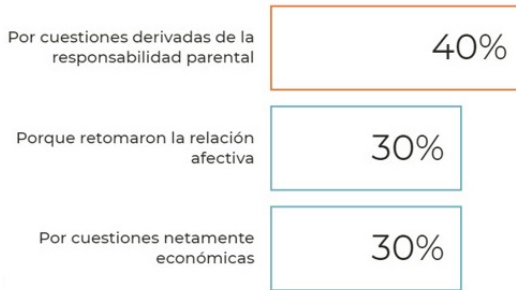 Por cuestiones derivadas de la
responsabilidad parental
40%
Porque retomaron la relación
afectiva
30%
Por cuestiones netamente
económicas
30%